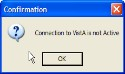 Confirmation
Connection to VistA is not Active
OK